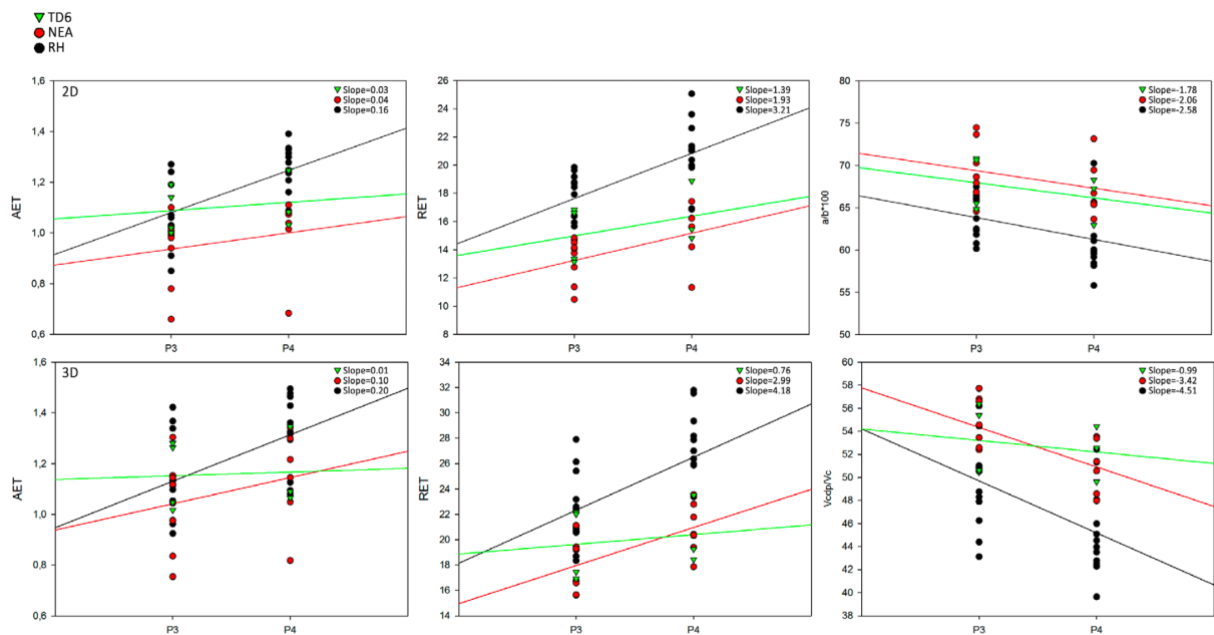 TD6
NEA
RH
2D
AET
1,6
1,4
1,2
1,0
0,8
0,6
P3
P4
Slope=0.03
Slope=0.04
Slope=0.16
RET
26
24
22
20
18
16
14
12
10
8
P3
P4
Slope=1.39
Slope=1.93
Slope=3.21
a/b*100
80
75
70
65
60
55
50
P3
P4
Slope=-1.78
Slope=-2.06
Slope=-2.58
3D
AET
1,6
1,4
1,2
1,0
0,8
0,6
P3
P4
Slope=0.01
Slope=0.10
Slope=0.20
RET
34
32
30
28
26
24
22
20
18
16
14
P3
P4
Slope=0.76
Slope=2.99
Slope=4.18
Vcdp/Vc
60
58
56
54
52
50
48
46
44
42
40
38
P3
P4
Slope=-0.99
Slope=-3.42
Slope=-4.51